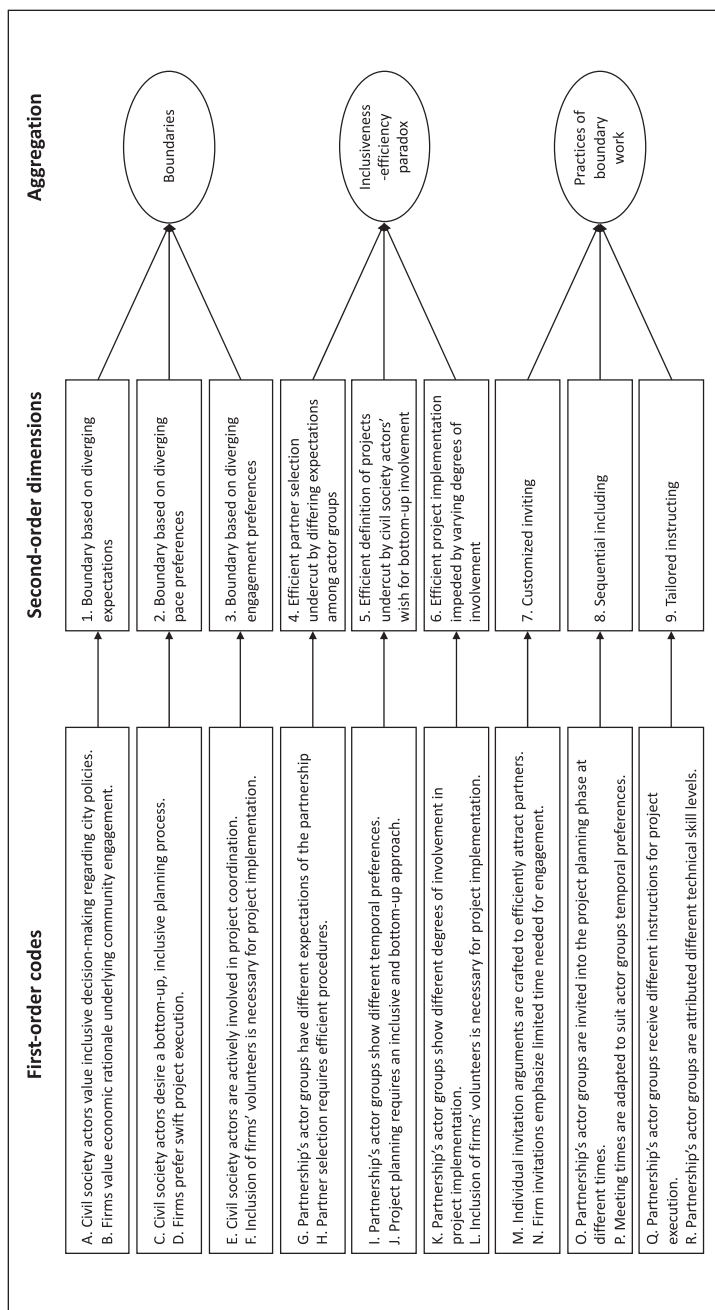 First-order codes
Second-order dimensions
Aggregation
A. Civil society actors value inclusive decision-making regarding city policies.
B. Firms value economic rationale underlying community engagement.
1. Boundary based on diverging
expectations
C. Civil society actors desire a bottom-up, inclusive planning process.
D. Firms prefer swift project execution.
2. Boundary based on diverging
pace preferences
E. Civil society actors are actively involved in project coordination.
F. Inclusion of firms' volunteers is necessary for project implementation.
3. Boundary based on diverging
engagement preferences
Boundaries
G. Partnership's actor groups have different expectations of the partnership
H. Partner selection requires efficient procedures.
4. Efficient partner selection
undercut by differing expectations
among actor groups
I. Partnership's actor groups show different temporal preferences.
J. Project planning requires an inclusive and bottom-up approach.
5. Efficient definition of projects
undercut by civil society actors'
wish for bottom-up involvement
K. Partnership's actor groups show different degrees of involvement in
project implementation.
L. Inclusion of firms' volunteers is necessary for project implementation.
6. Efficient project implementation
impeded by varying degrees of
involvement
Inclusiveness
-efficiency
paradox
M. Individual invitation arguments are crafted to efficiently attract partners.
N. Firm invitations emphasize limited time needed for engagement.
7. Customized inviting
O. Partnership's actor groups are invited into the project planning phase at
different times.
P. Meeting times are adapted to suit actor groups temporal preferences.
8. Sequential including
Q. Partnership's actor groups receive different instructions for project
execution.
R. Partnership's actor groups are attributed different technical skill levels.
9. Tailored instructing
Practices of
boundary
work